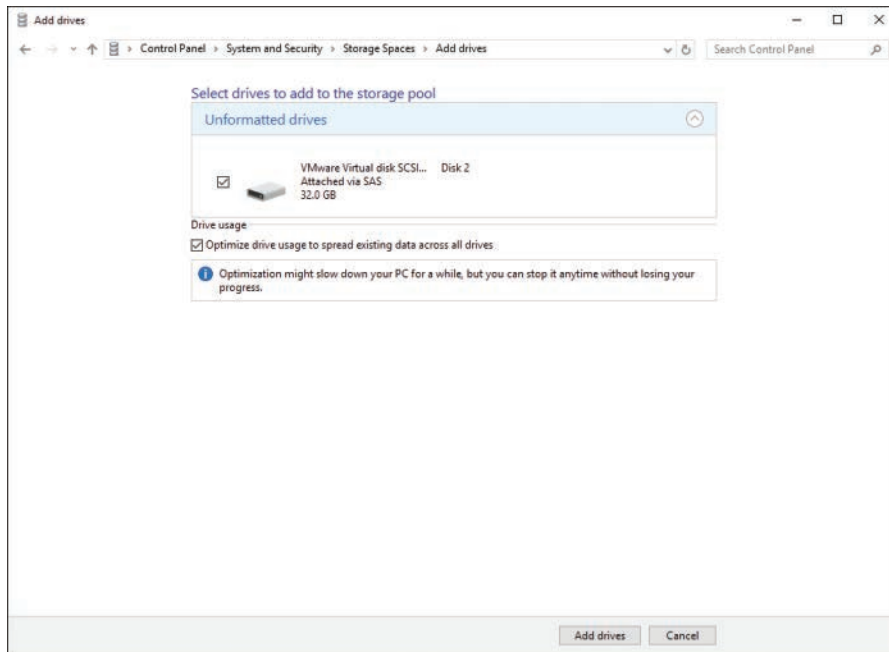 Add drives
Control Panel > System and Security > Storage Spaces > Add drives
Search Control Panel
Select drives to add to the storage pool
Unformatted drives
VMware Virtual disk SCSI... Disk 2
Attached via SAS
32.0 GB
Drive usage
Optimize drive usage to spread existing data across all drives
Optimization might slow down your PC for a while, but you can stop it anytime without losing your
progress.
Add drives Cancel